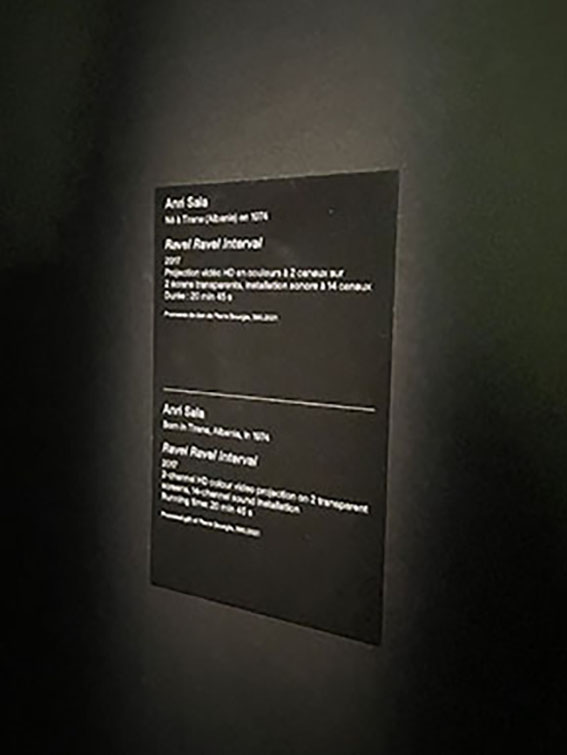 Anri Sala
Né à Tirana (Albanie) en 1974
Ravel Ravel Interval
2017
Projection vidéo HD en couleurs à 2 canaux sur
2 écrans transparents, installation sonore à 14 canaux
Durée : 20 min 45 s
Anri Sala
Born in Tirana, Albania, in 1974
Ravel Ravel Interval
2017
2-channel HD colour video projection on 2 transparent
screens, 14-channel sound installation
Running time: 20 min 45 s